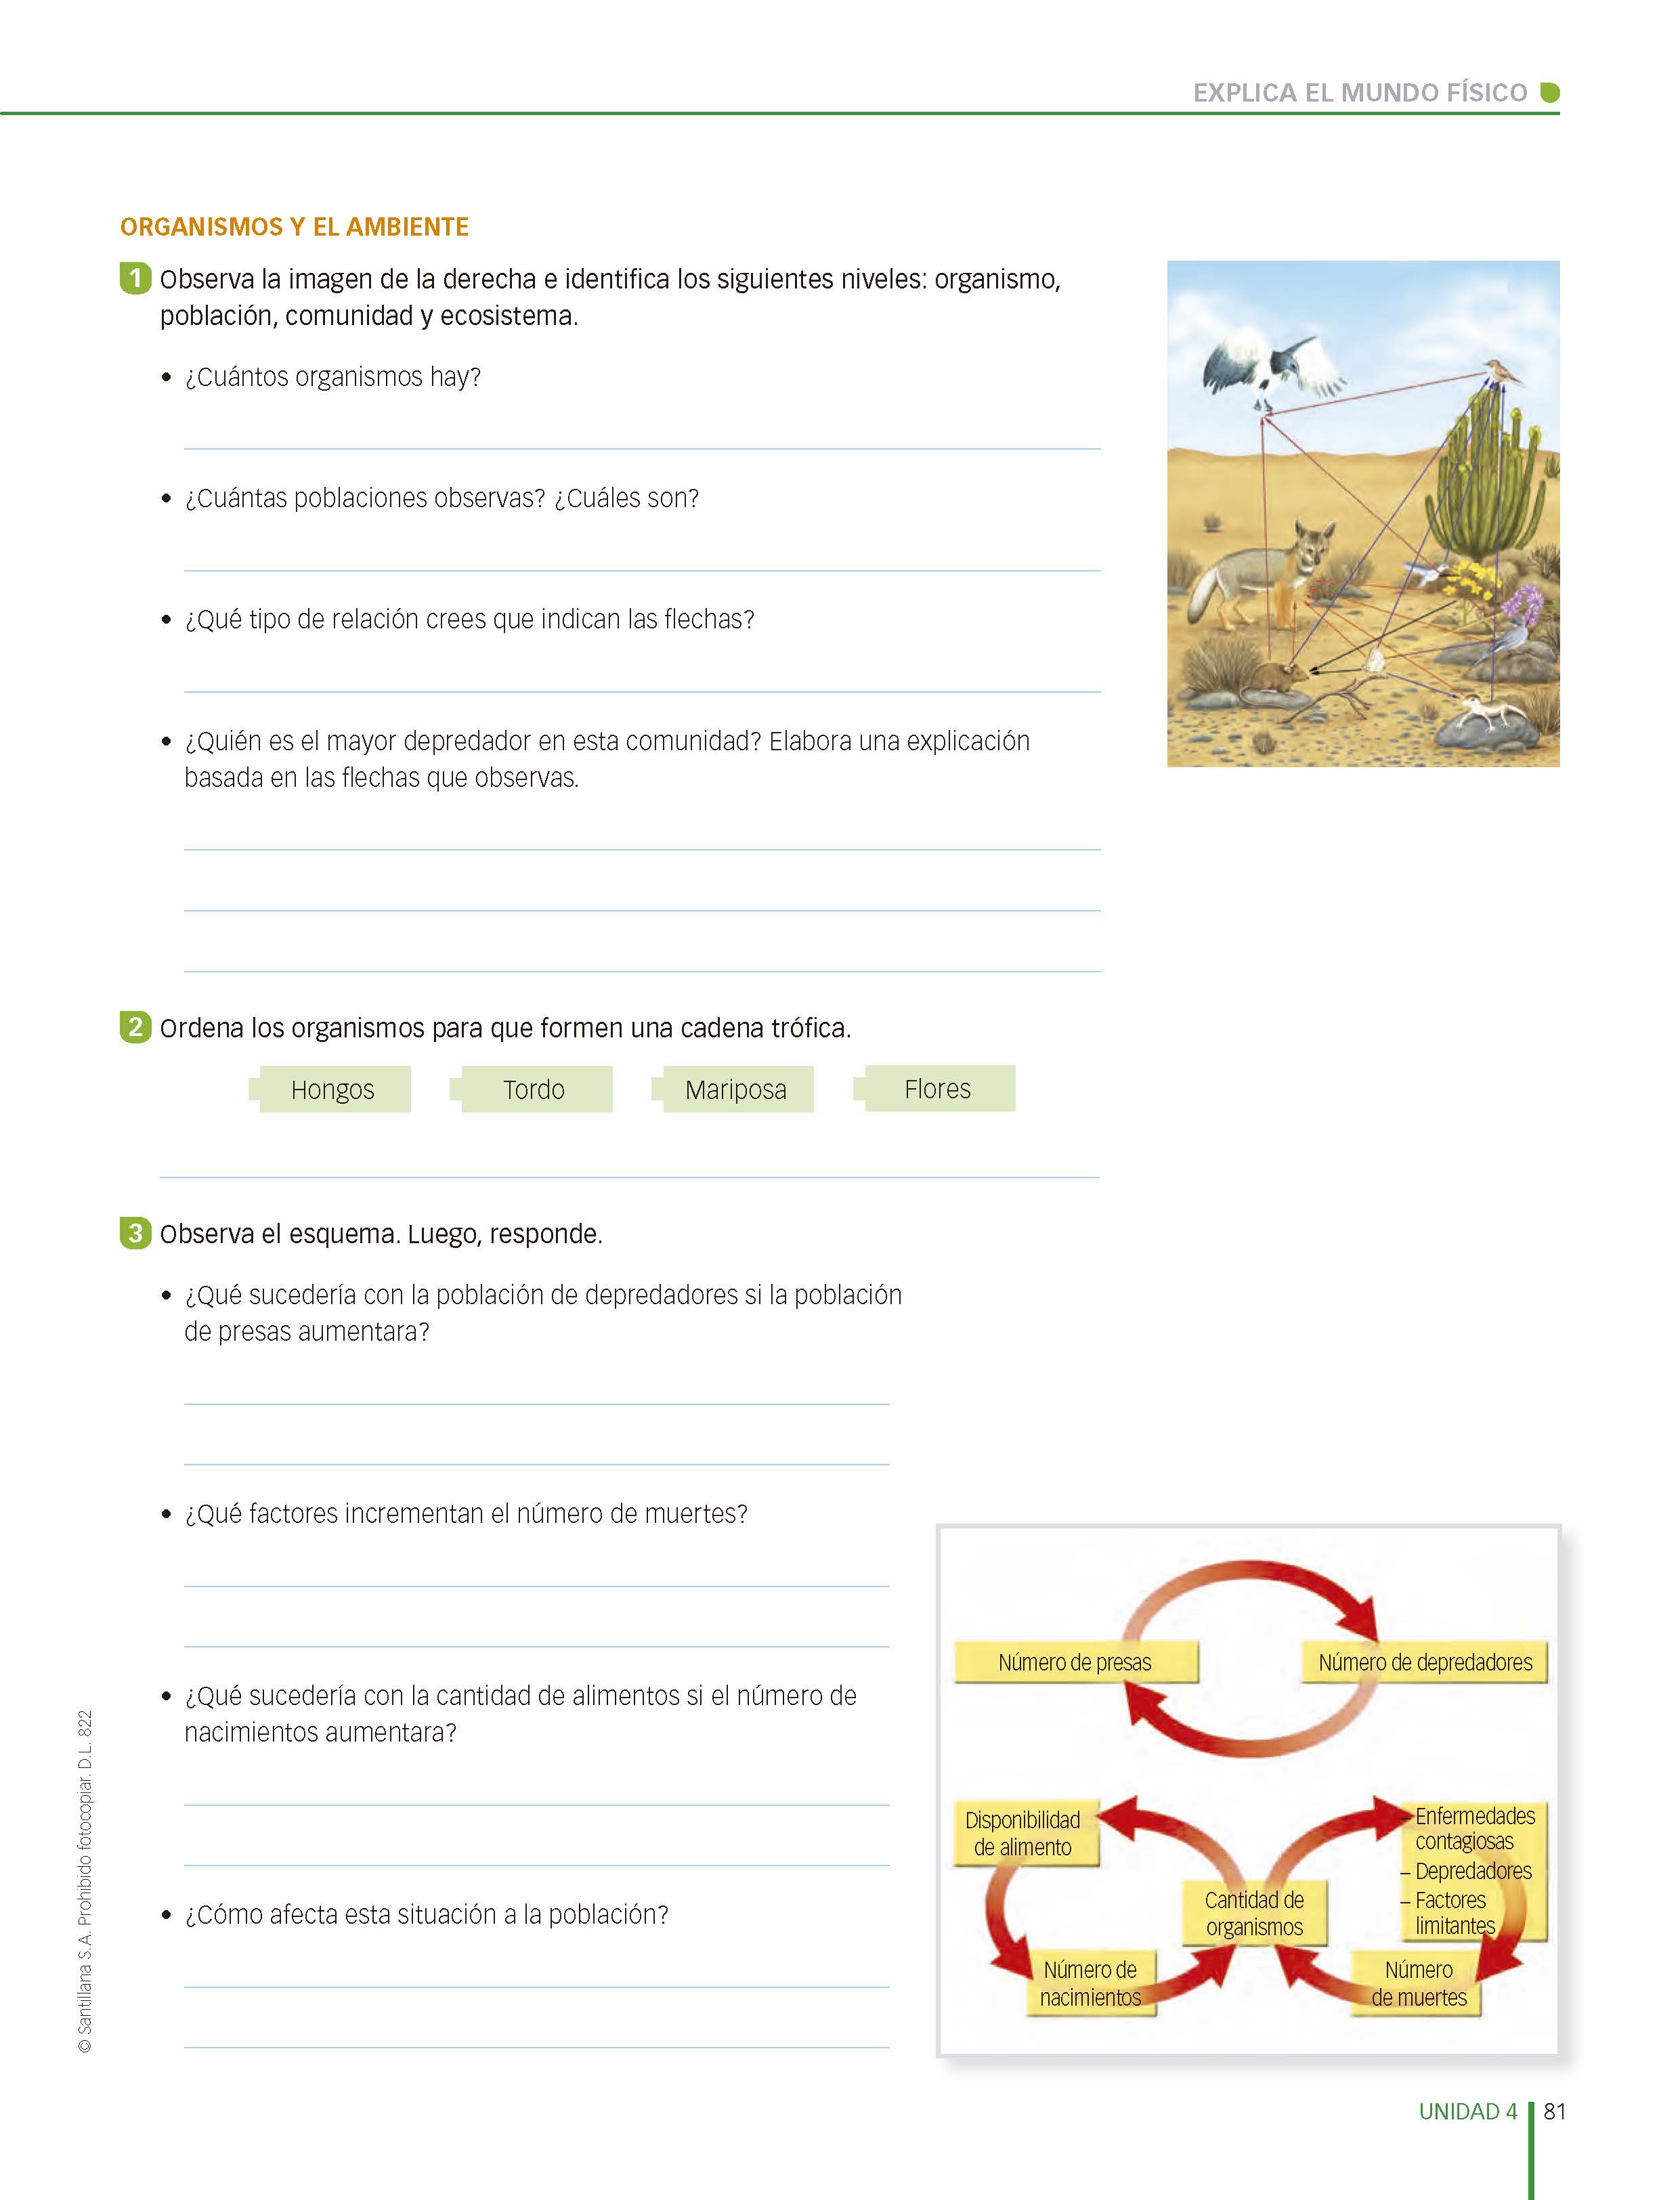 EXPLICA EL MUNDO FÍSICO
ORGANISMOS Y EL AMBIENTE
1 Observa la imagen de la derecha e identifica los siguientes niveles: organismo,
población, comunidad y ecosistema.
• ¿Cuántos organismos hay?
• ¿Cuántas poblaciones observas? ¿Cuáles son?
• ¿Qué tipo de relación crees que indican las flechas?
• ¿Quién es el mayor depredador en esta comunidad? Elabora una explicación
basada en las flechas que observas.
2 Ordena los organismos para que formen una cadena trófica.
Hongos
Tordo
Mariposa
Flores
3 Observa el esquema. Luego, responde.
• ¿Qué sucedería con la población de depredadores si la población
de presas aumentara?
• ¿Qué factores incrementan el número de muertes?
• ¿Qué sucedería con la cantidad de alimentos si el número de
nacimientos aumentara?
• ¿Cómo afecta esta situación a la población?
Número de presas
Número de depredadores
Disponibilidad
de alimento
Cantidad de
organismos
Enfermedades
contagiosas
– Depredadores
– Factores
limitantes
Número de
nacimientos
Número
de muertes
© Santillana S.A. Prohibido fotocopiar. D.L. 822
UNIDAD 4
81